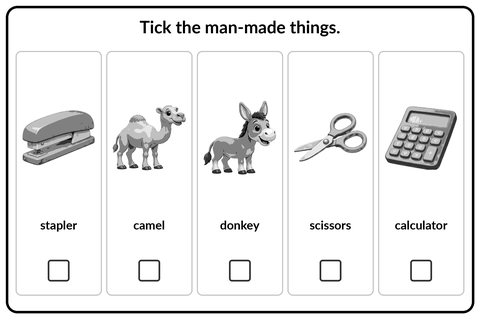 Tick the man-made things.
stapler
camel
donkey
scissors
calculator